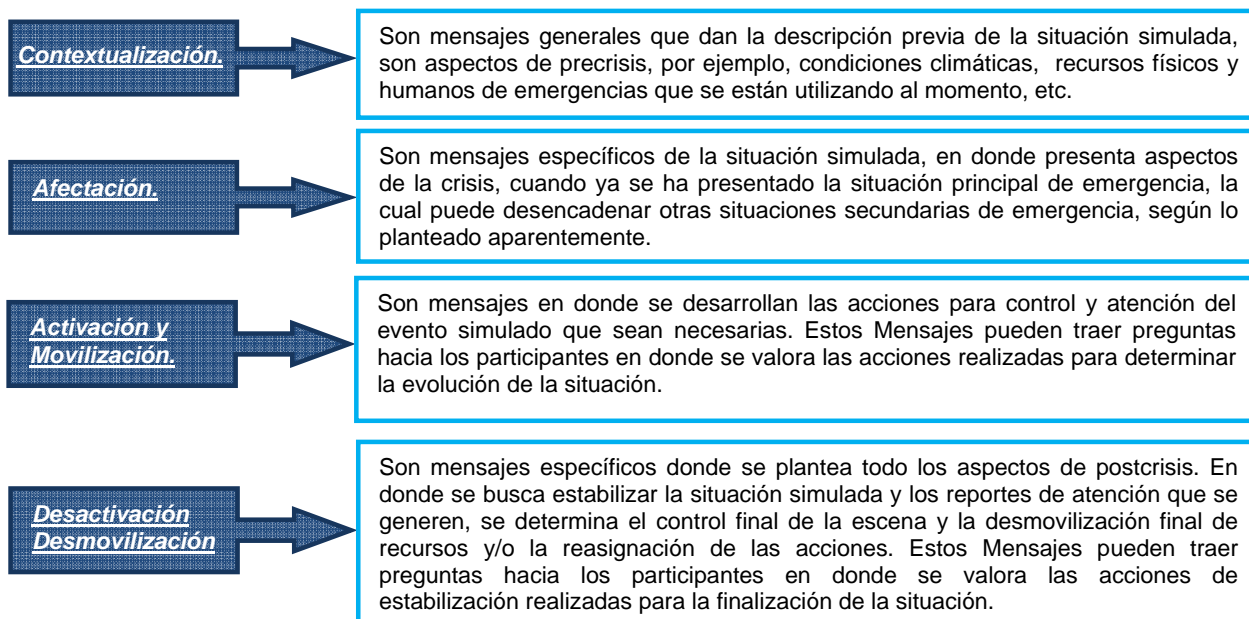 Contextualización.
Son mensajes generales que dan la descripción previa de la situación simulada,
son aspectos de precrisis, por ejemplo, condiciones climáticas, recursos físicos y
humanos de emergencias que se están utilizando al momento, etc.
Afectación.
Son mensajes específicos de la situación simulada, en donde presenta aspectos
de la crisis, cuando ya se ha presentado la situación principal de emergencia, la
cual puede desencadenar otras situaciones secundarias de emergencia, según lo
planteado aparentemente.
Activación y
Movilización.
Son mensajes en donde se desarrollan las acciones para control y atención del
evento simulado que sean necesarias. Estos Mensajes pueden traer preguntas
hacia los participantes en donde se valora las acciones realizadas para determinar
la evolución de la situación.
Desactivación
Desmovilización
Son mensajes específicos donde se plantea todo los aspectos de postcrisis. En
donde se busca estabilizar la situación simulada y los reportes de atención que se
generen, se determina el control final de la escena y la desmovilización final de
recursos y/o la reasignación de las acciones. Estos Mensajes pueden traer
preguntas hacia los participantes en donde se valora las acciones de
estabilización realizadas para la finalización de la situación.